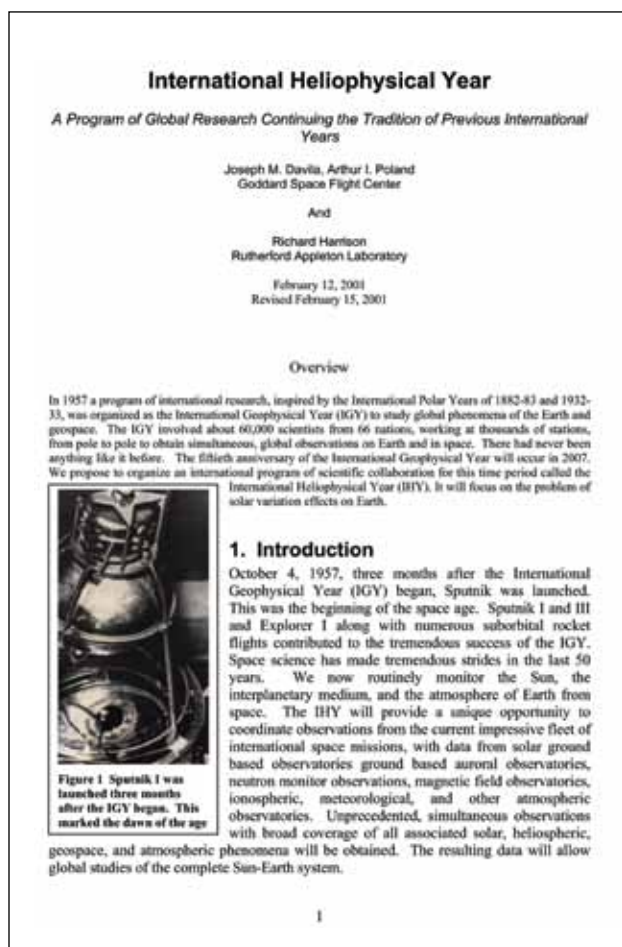 International Heliophysical Year
A Program of Global Research Continuing the Tradition of Previous International
Years
Joseph M. Davila, Arthur I. Poland
Goddard Space Flight Center
And
Richard Harrison
Rutherford Appleton Laboratory
February 12, 2001
Revised February 15, 2001
Overview
In 1957 a program of international research, inspired by the International Polar Years of 1882-83 and 1932-
33, was organized as the International Geophysical Year (IGY) to study global phenomena of the Earth and
geospace. The IGY involved about 60,000 scientists from 66 nations, working at thousands of stations,
from pole to pole to obtain simultaneous, global observations on Earth and in space. There had never been
anything like it before. The fiftieth anniversary of the International Geophysical Year will occur in 2007.
We propose to organize an international program of scientific collaboration for this time period called the
International Heliophysical Year (IHY). It will focus on the problem of
solar variation effects on Earth.
1. Introduction
October 4, 1957, three months after the International
Geophysical Year (IGY) began, Sputnik was launched.
This was the beginning of the space age. Sputnik I and III
and Explorer I along with numerous suborbital rocket
flights contributed to the tremendous success of the IGY.
Space science has made tremendous strides in the last 50
years. We now routinely monitor the Sun, the
interplanetary medium, and the atmosphere of Earth from
space. The IHY will provide a unique opportunity to
coordinate observations from the current impressive fleet of
international space missions, with data from solar ground
based observatories ground based auroral observatories,
neutron monitor observations, magnetic field observatories,
ionospheric, meteorological, and other atmospheric
observatories. Unprecedented, simultaneous observations
with broad coverage of all associated solar, heliospheric,
geospace, and atmospheric phenomena will be obtained. The resulting data will allow
global studies of the complete Sun-Earth system.
Figure 1 Sputnik I was
launched three months
after the IGY began. This
marked the dawn of the age
1